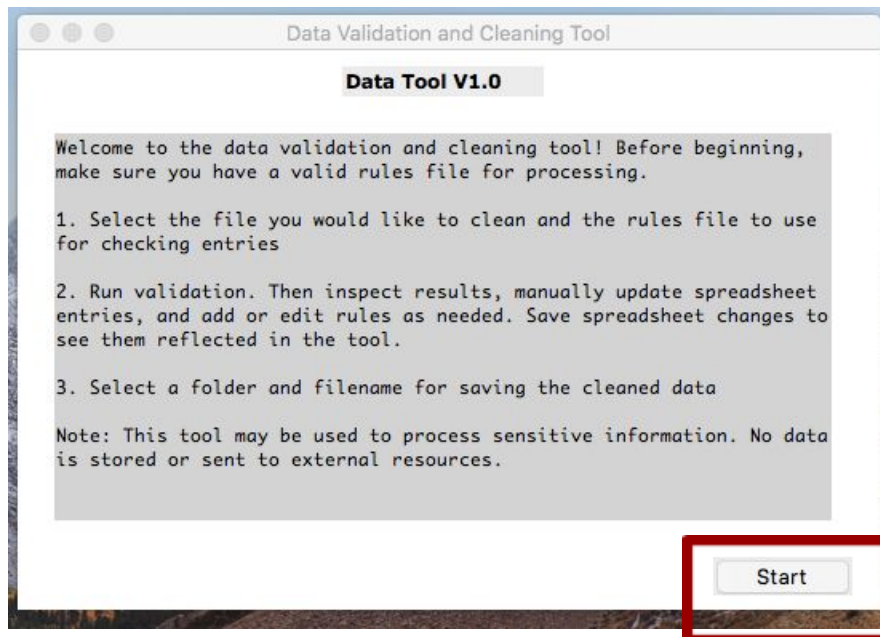 Data Validation and Cleaning Tool
Data Tool V1.0
Welcome to the data validation and cleaning tool! Before beginning,
make sure you have a valid rules file for processing.
1. Select the file you would like to clean and the rules file to use
for checking entries
2. Run validation. Then inspect results, manually update spreadsheet
entries, and add or edit rules as needed. Save spreadsheet changes to
see them reflected in the tool.
3. Select a folder and filename for saving the cleaned data
Note: This tool may be used to process sensitive information. No data
is stored or sent to external resources.
Start